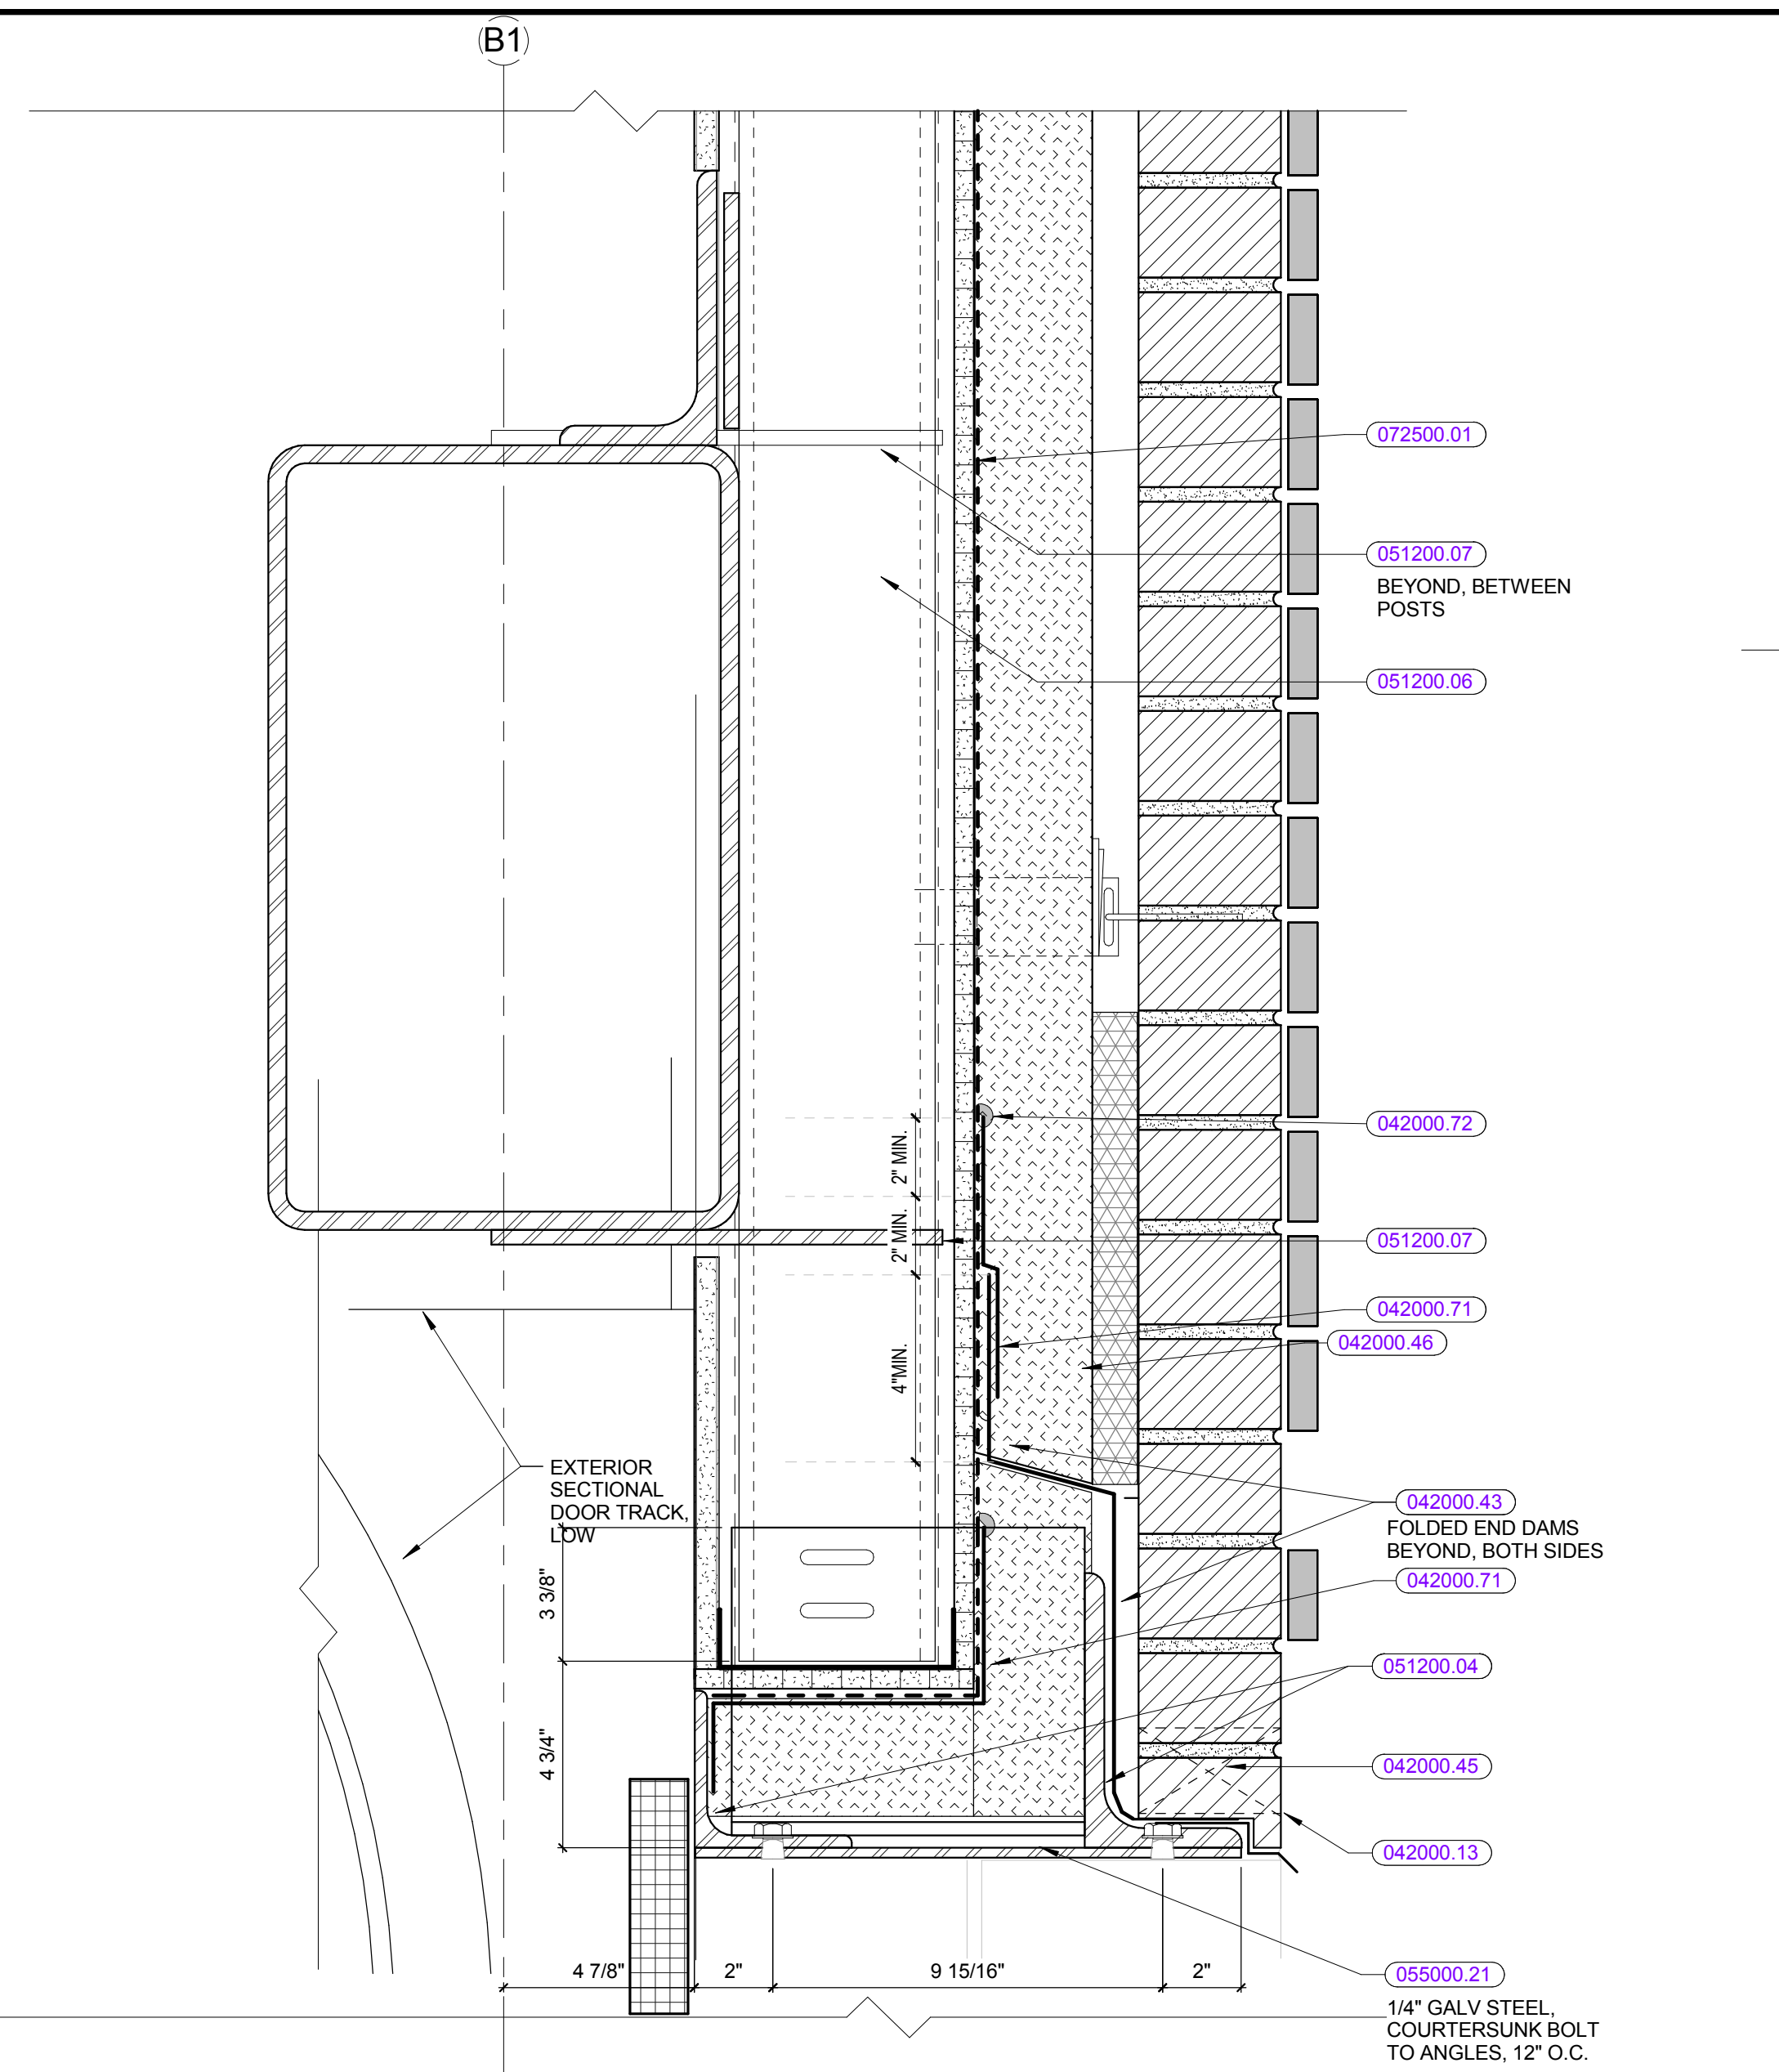 B1
072500.01
051200.07
BEYOND, BETWEEN
POSTS
051200.06
042000.72
2" MIN.
2" MIN.
051200.07
042000.71
042000.46
4"MIN.
EXTERIOR
SECTIONAL
DOOR TRACK,
LOW
042000.43
FOLDED END DAMS
BEYOND, BOTH SIDES
042000.71
3 3/8"
051200.04
4 3/4"
042000.45
042000.13
4 7/8"
2"
9 15/16"
2"
055000.21
1/4" GALV STEEL,
COURTERSUNK BOLT
TO ANGLES, 12" O.C.